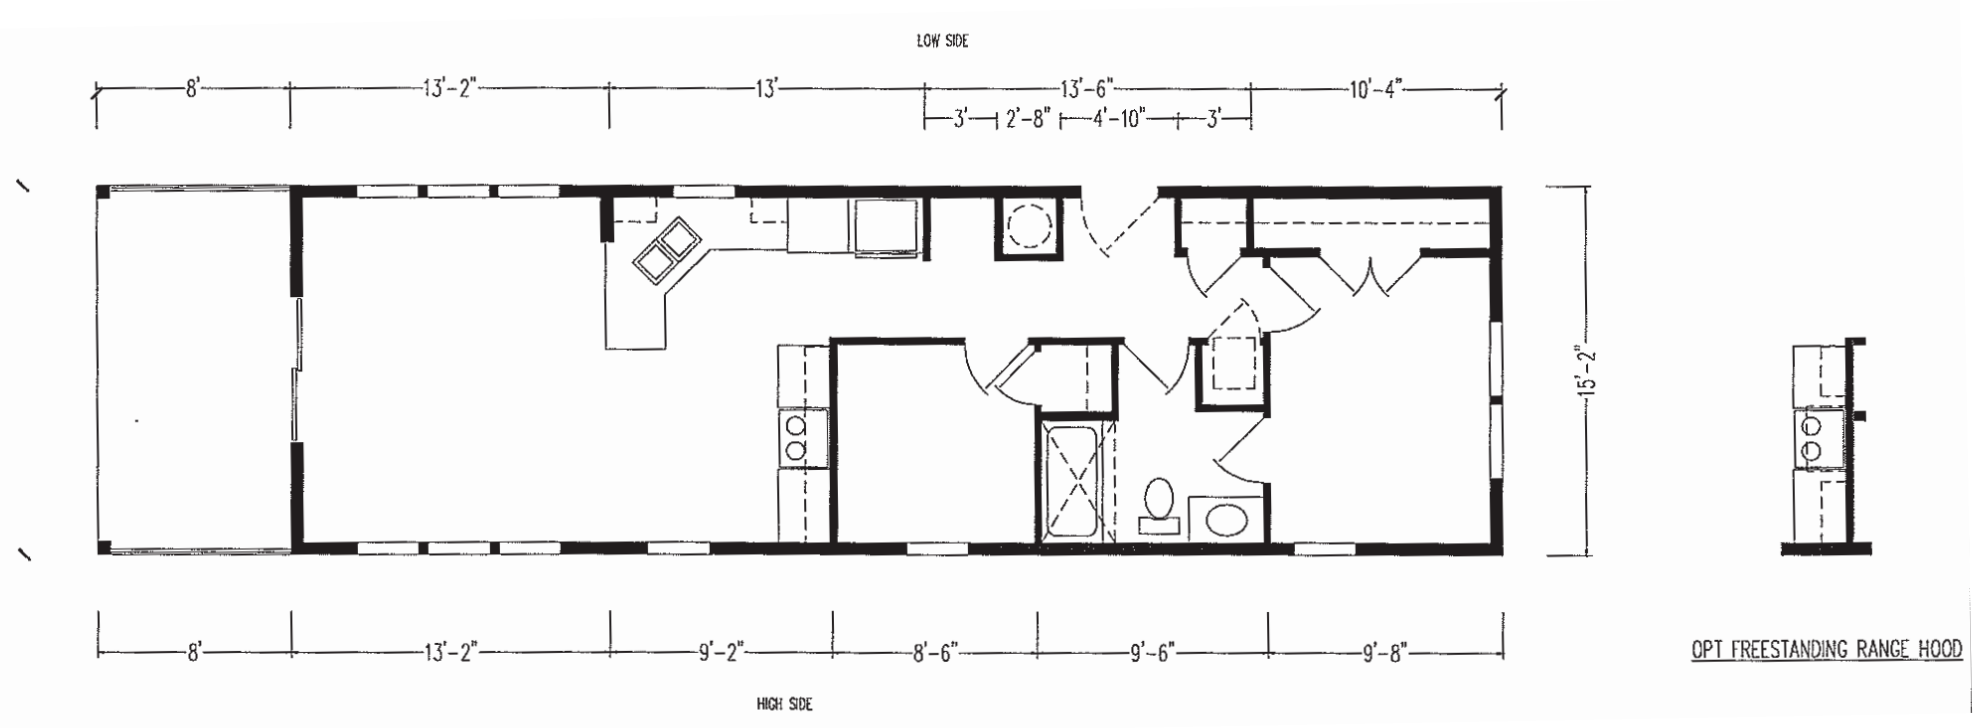 LOW SIDE
8' 13'-2" 13' 13'-6" 10'-4"
3' 2'-8" 4'-10" 3'
15'-2"
8' 13'-2" 9'-2" 8'-6" 9'-6" 9'-8"
OPT FREESTANDING RANGE HOOD
HIGH SIDE